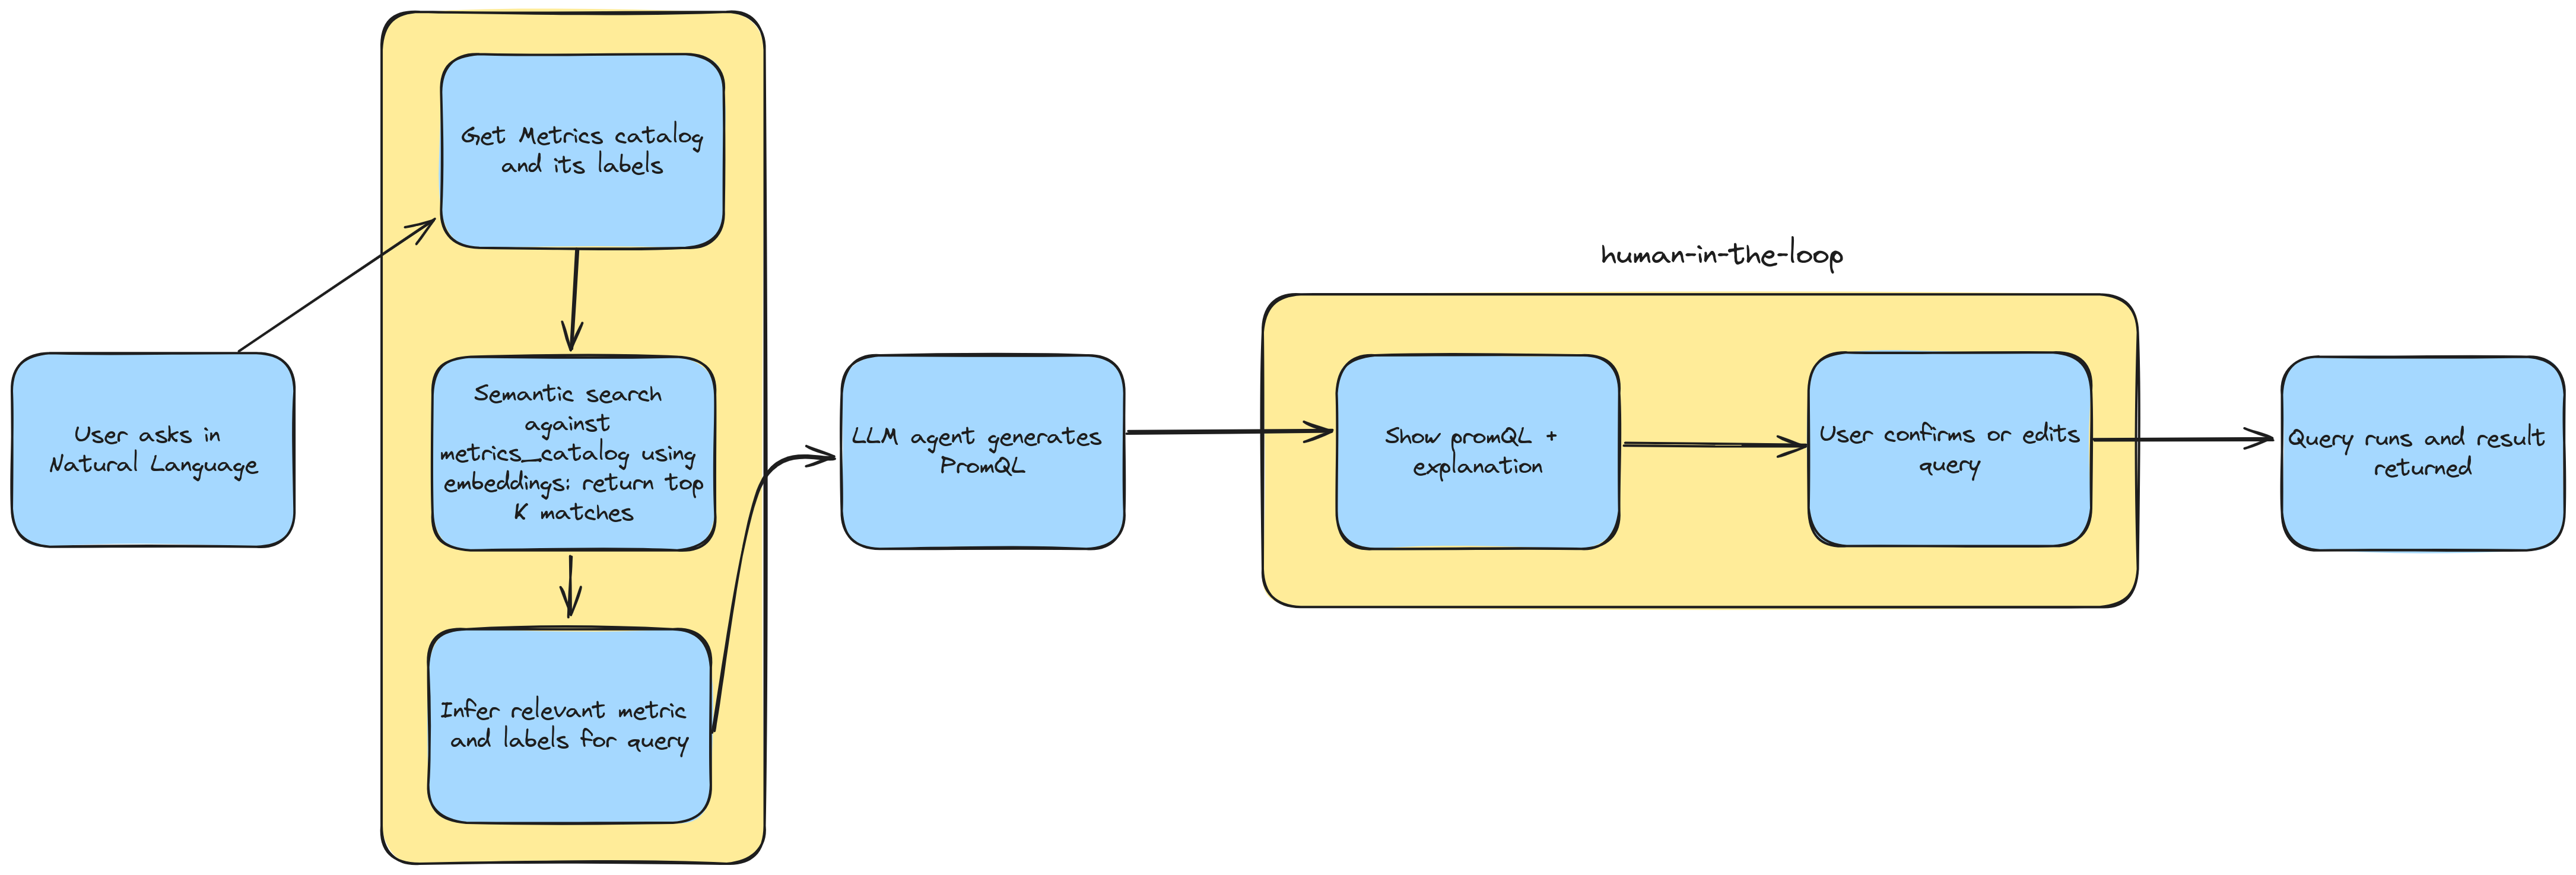 User asks in
Natural Language
Get Metrics catalog
and its labels
Semantic search
against
metrics_catalog using
embeddings: return top
K matches
Infer relevant metric
and labels for query
LLM agent generates
PromQL
human-in-the-loop
Show promQL +
explanation
User confirms or edits
query
Query runs and result
returned